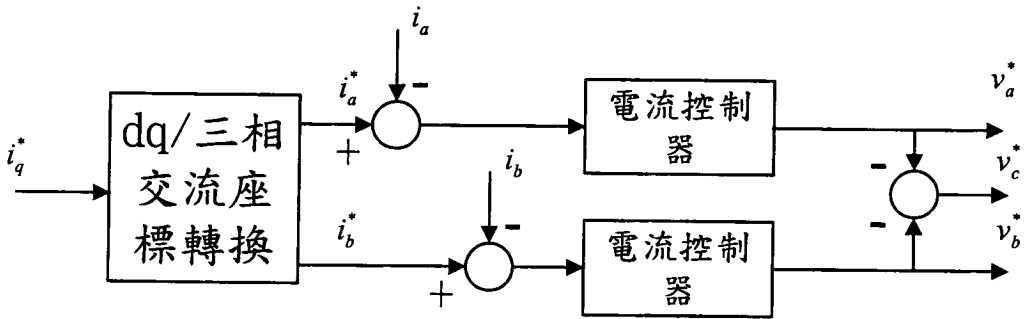 i_a
-
i_a^*
+
電流控制
器
v_a^*
dq/三相
交流座
標轉換
i_q^*
i_b
-
i_b^*
+
電流控制
器
-
v_c^*
-
v_b^*